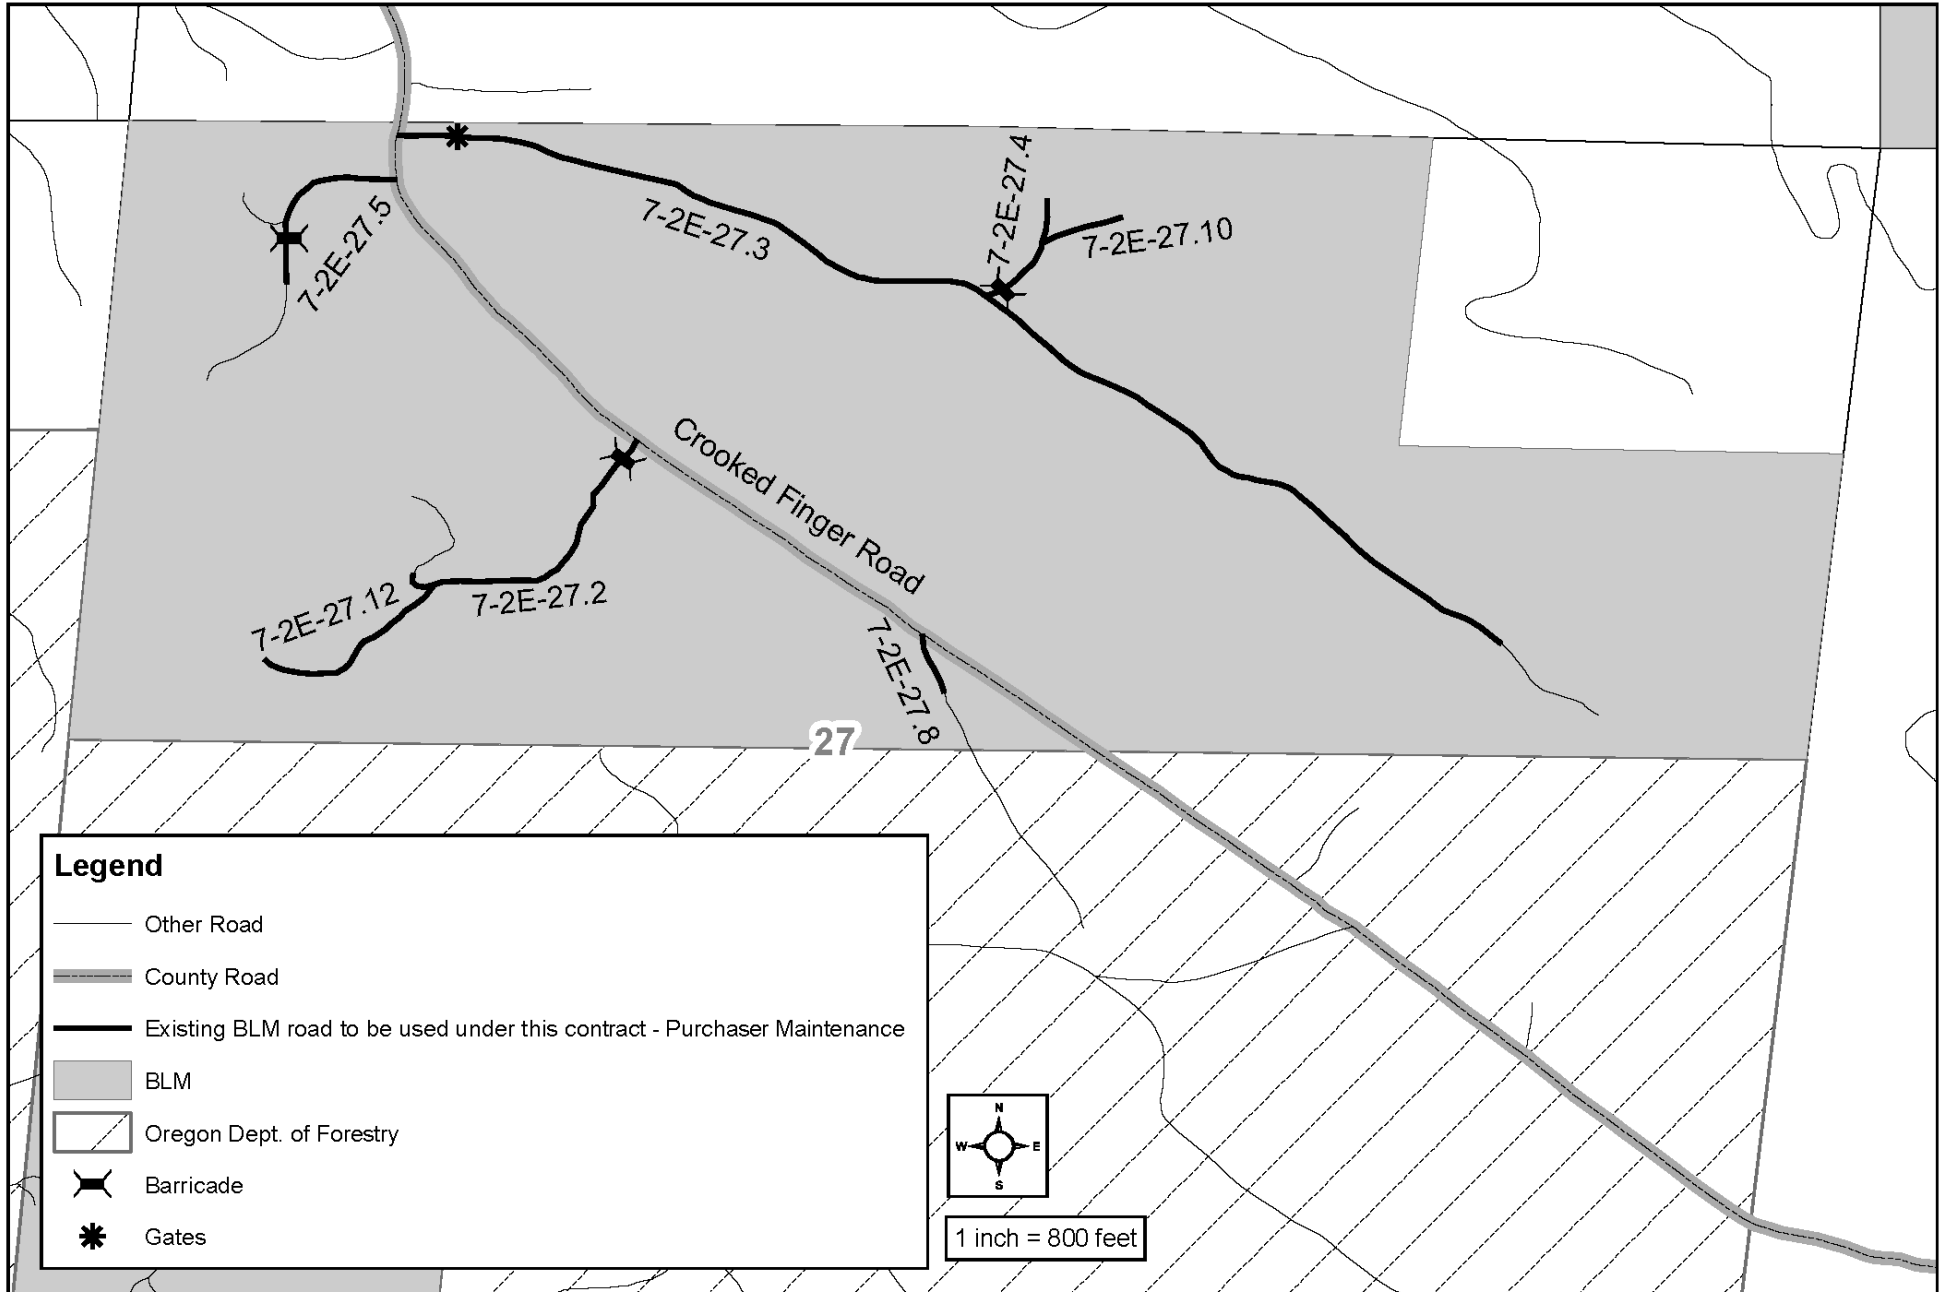 7-2E-27.4
7-2E-27.5
7-2E-27.3
7-2E-27.10
Crooked Finger Road
7-2E-27.12
7-2E-27.2
7-2E-27.8
27
Legend
Other Road
County Road
Existing BLM road to be used under this contract - Purchaser Maintenance
BLM
Oregon Dept. of Forestry
Barricade
Gates
N
W E
S
1 inch = 800 feet